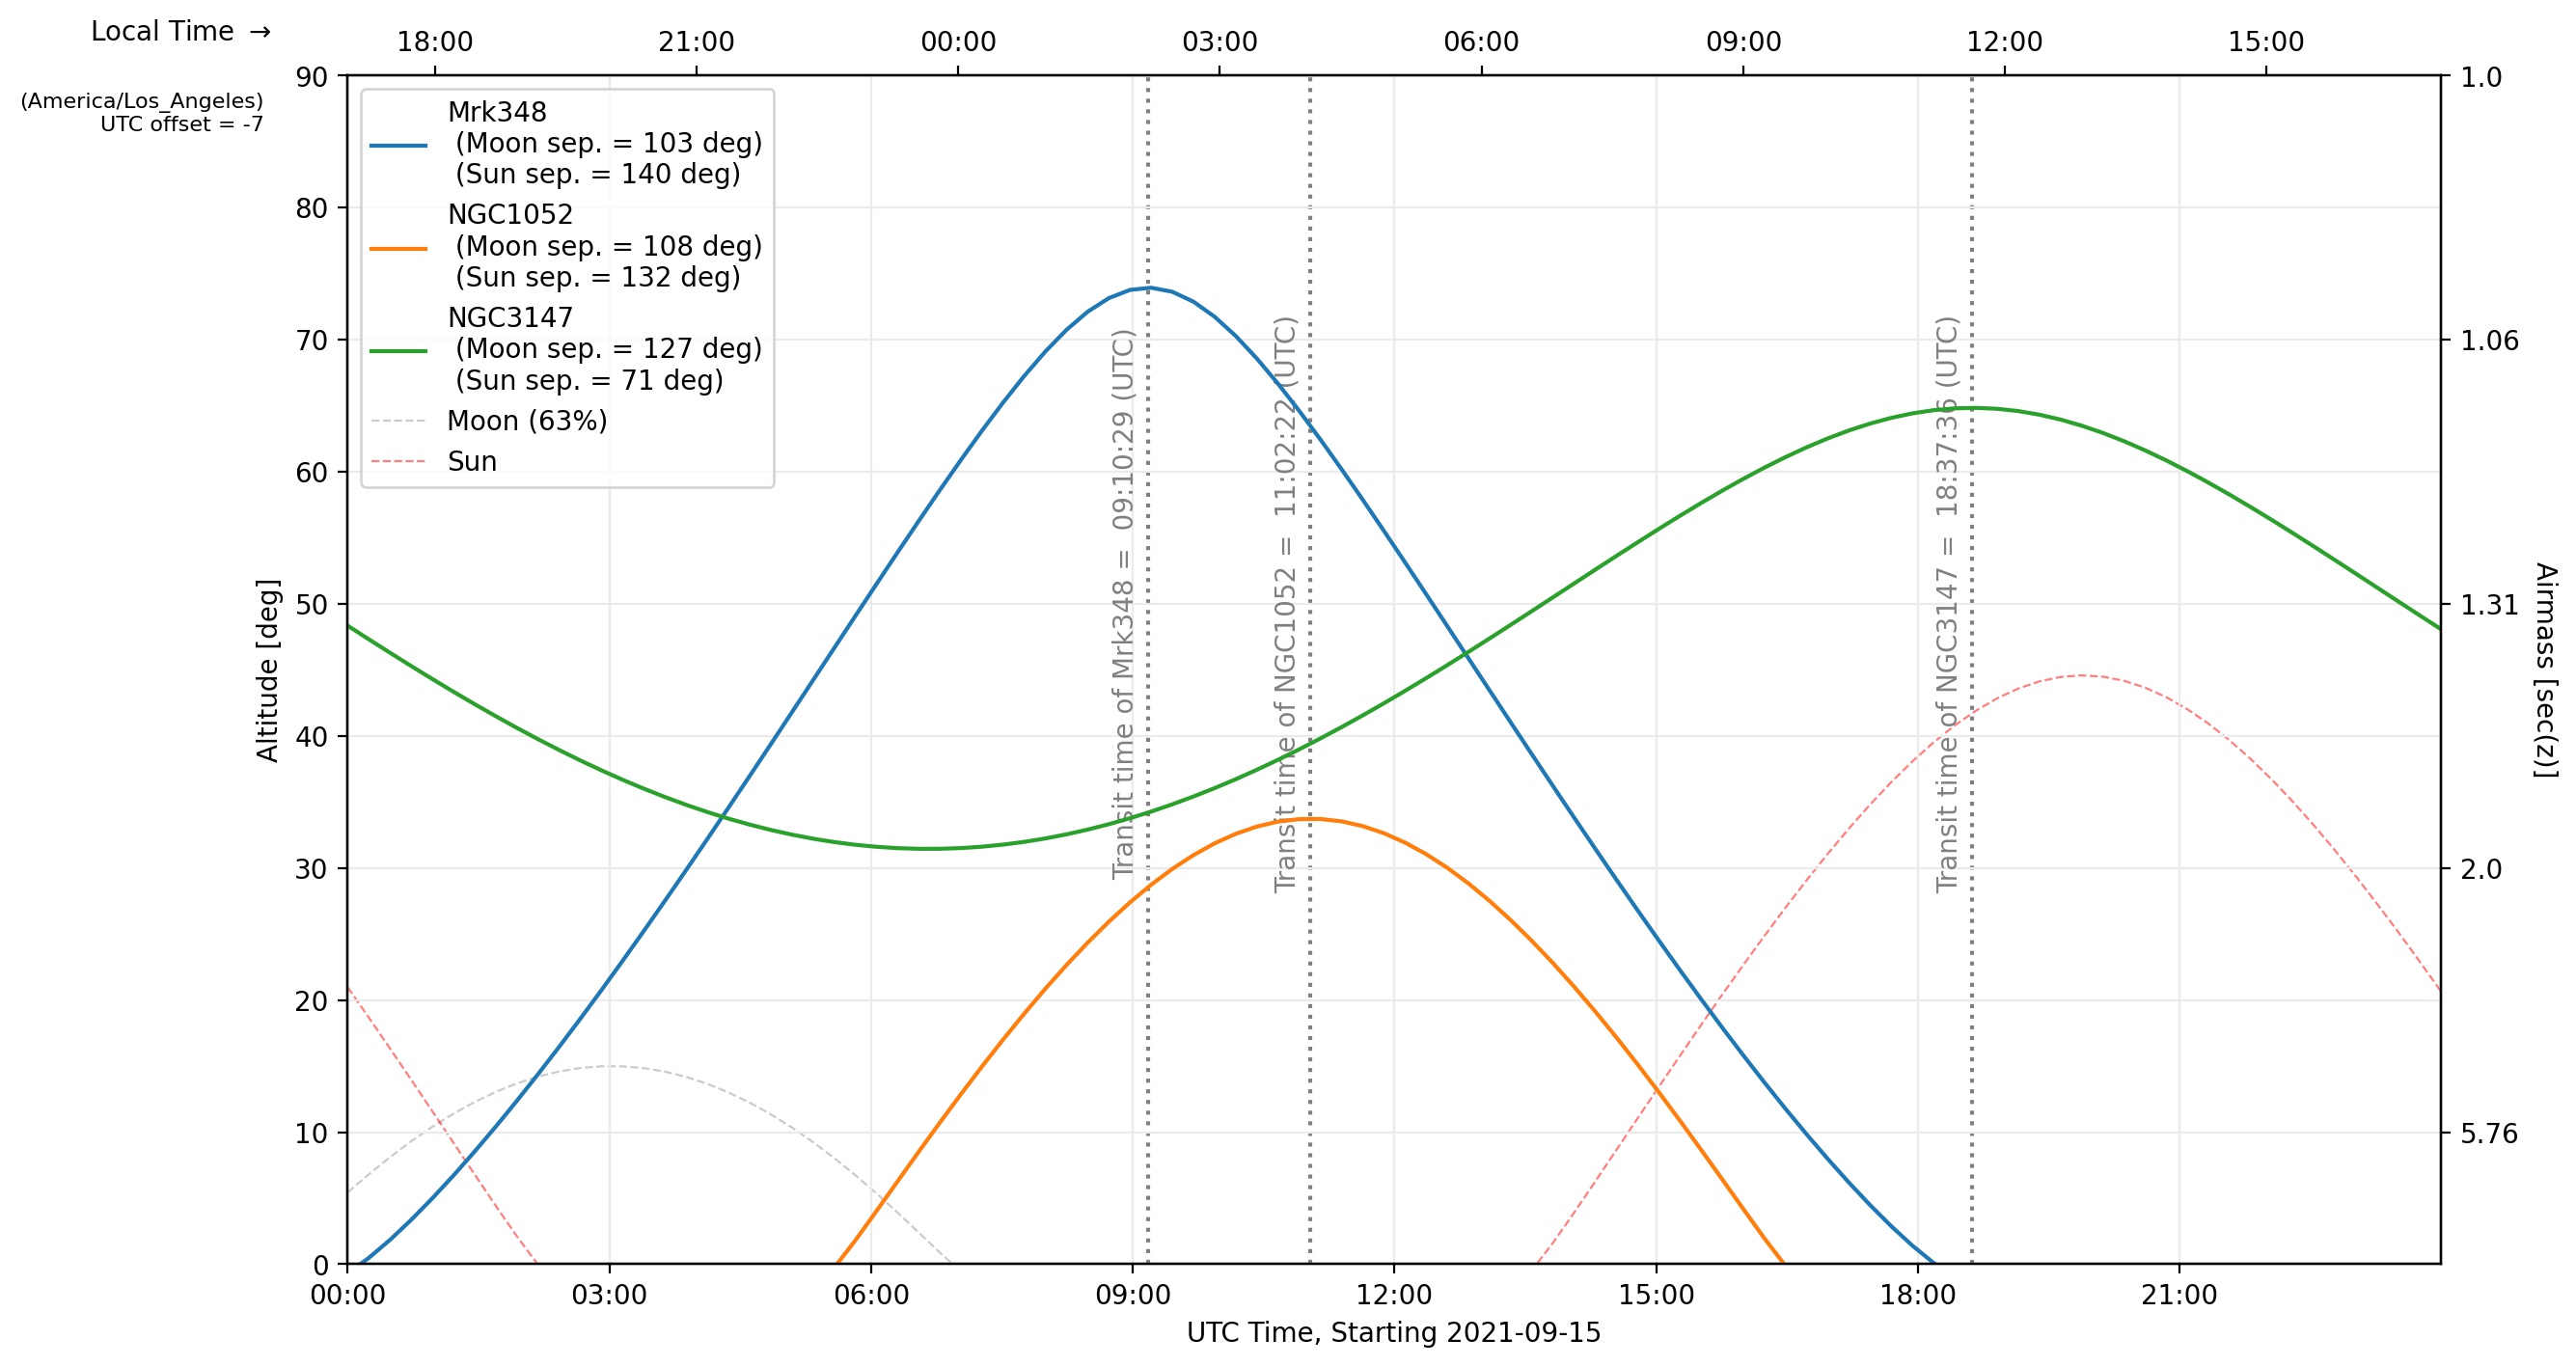 Local Time →
(America/Los_Angeles)
UTC offset = -7
18:00 21:00 00:00 03:00 06:00 09:00 12:00 15:00
Mrk348
(Moon sep. = 103 deg)
(Sun sep. = 140 deg)
NGC1052
(Moon sep. = 108 deg)
(Sun sep. = 132 deg)
NGC3147
(Moon sep. = 127 deg)
(Sun sep. = 71 deg)
Moon (63%)
Sun
Altitude [deg]
90
80
70
60
50
40
30
20
10
0
Transit time of Mrk348 = 09:10:29 (UTC)
Transit time of NGC1052 = 11:02:22 (UTC)
Transit time of NGC3147 = 18:37:36 (UTC)
1.0
1.06
1.31
2.0
5.76
Airmass [sec(z)]
00:00 03:00 06:00 09:00 12:00 15:00 18:00 21:00
UTC Time, Starting 2021-09-15